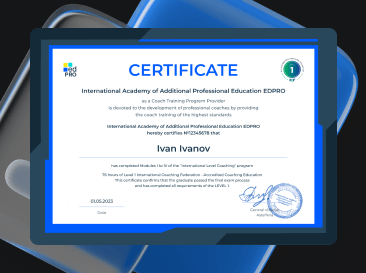 ed
PRO
CERTIFICATE
1
ICF
International Academy of Additional Professional Education EDPRO
as a Coach Training Program Provider
is devoted to the development of professional coaches by providing
the coach training of the highest standards
International Academy of Additional Professional Education EDPRO
hereby certifies №12345678 that
Ivan Ivanov
has completed Modules I to IV of the "International Level Coaching" program
76 hours of Level 1 International Coaching Federation - Accredited Coaching Education
This certificate confirms that the graduate passed the final exam process
and has completed all requirements of the LEVEL 1
01.05.2023
Date
General